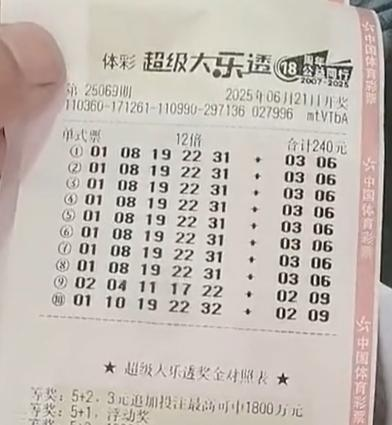 体彩 超级大乐透 18周年 公益同行 2007-2025
第 25069期 2025年06月21日开奖
110360-171261-110990-297136 027996 mtVTbA
单式票 12倍 合计240元
① 01 08 19 22 31 + 03 06
② 01 08 19 22 31 + 03 06
③ 01 08 19 22 31 + 03 06
④ 01 08 19 22 31 + 03 06
⑤ 01 08 19 22 31 + 03 06
⑥ 01 08 19 22 31 + 03 06
⑦ 01 08 19 22 31 + 03 06
⑧ 01 08 19 22 31 + 03 06
⑨ 02 04 11 17 22 + 02 09
⑩ 01 10 19 22 32 + 02 09
★ 超级大乐透奖金对照表 ★
等奖: 5+2, 3元追加投注最高可中1800万元
等奖: 5+1, 浮动奖
中国体育彩票
中国体育彩票
中国体育彩票